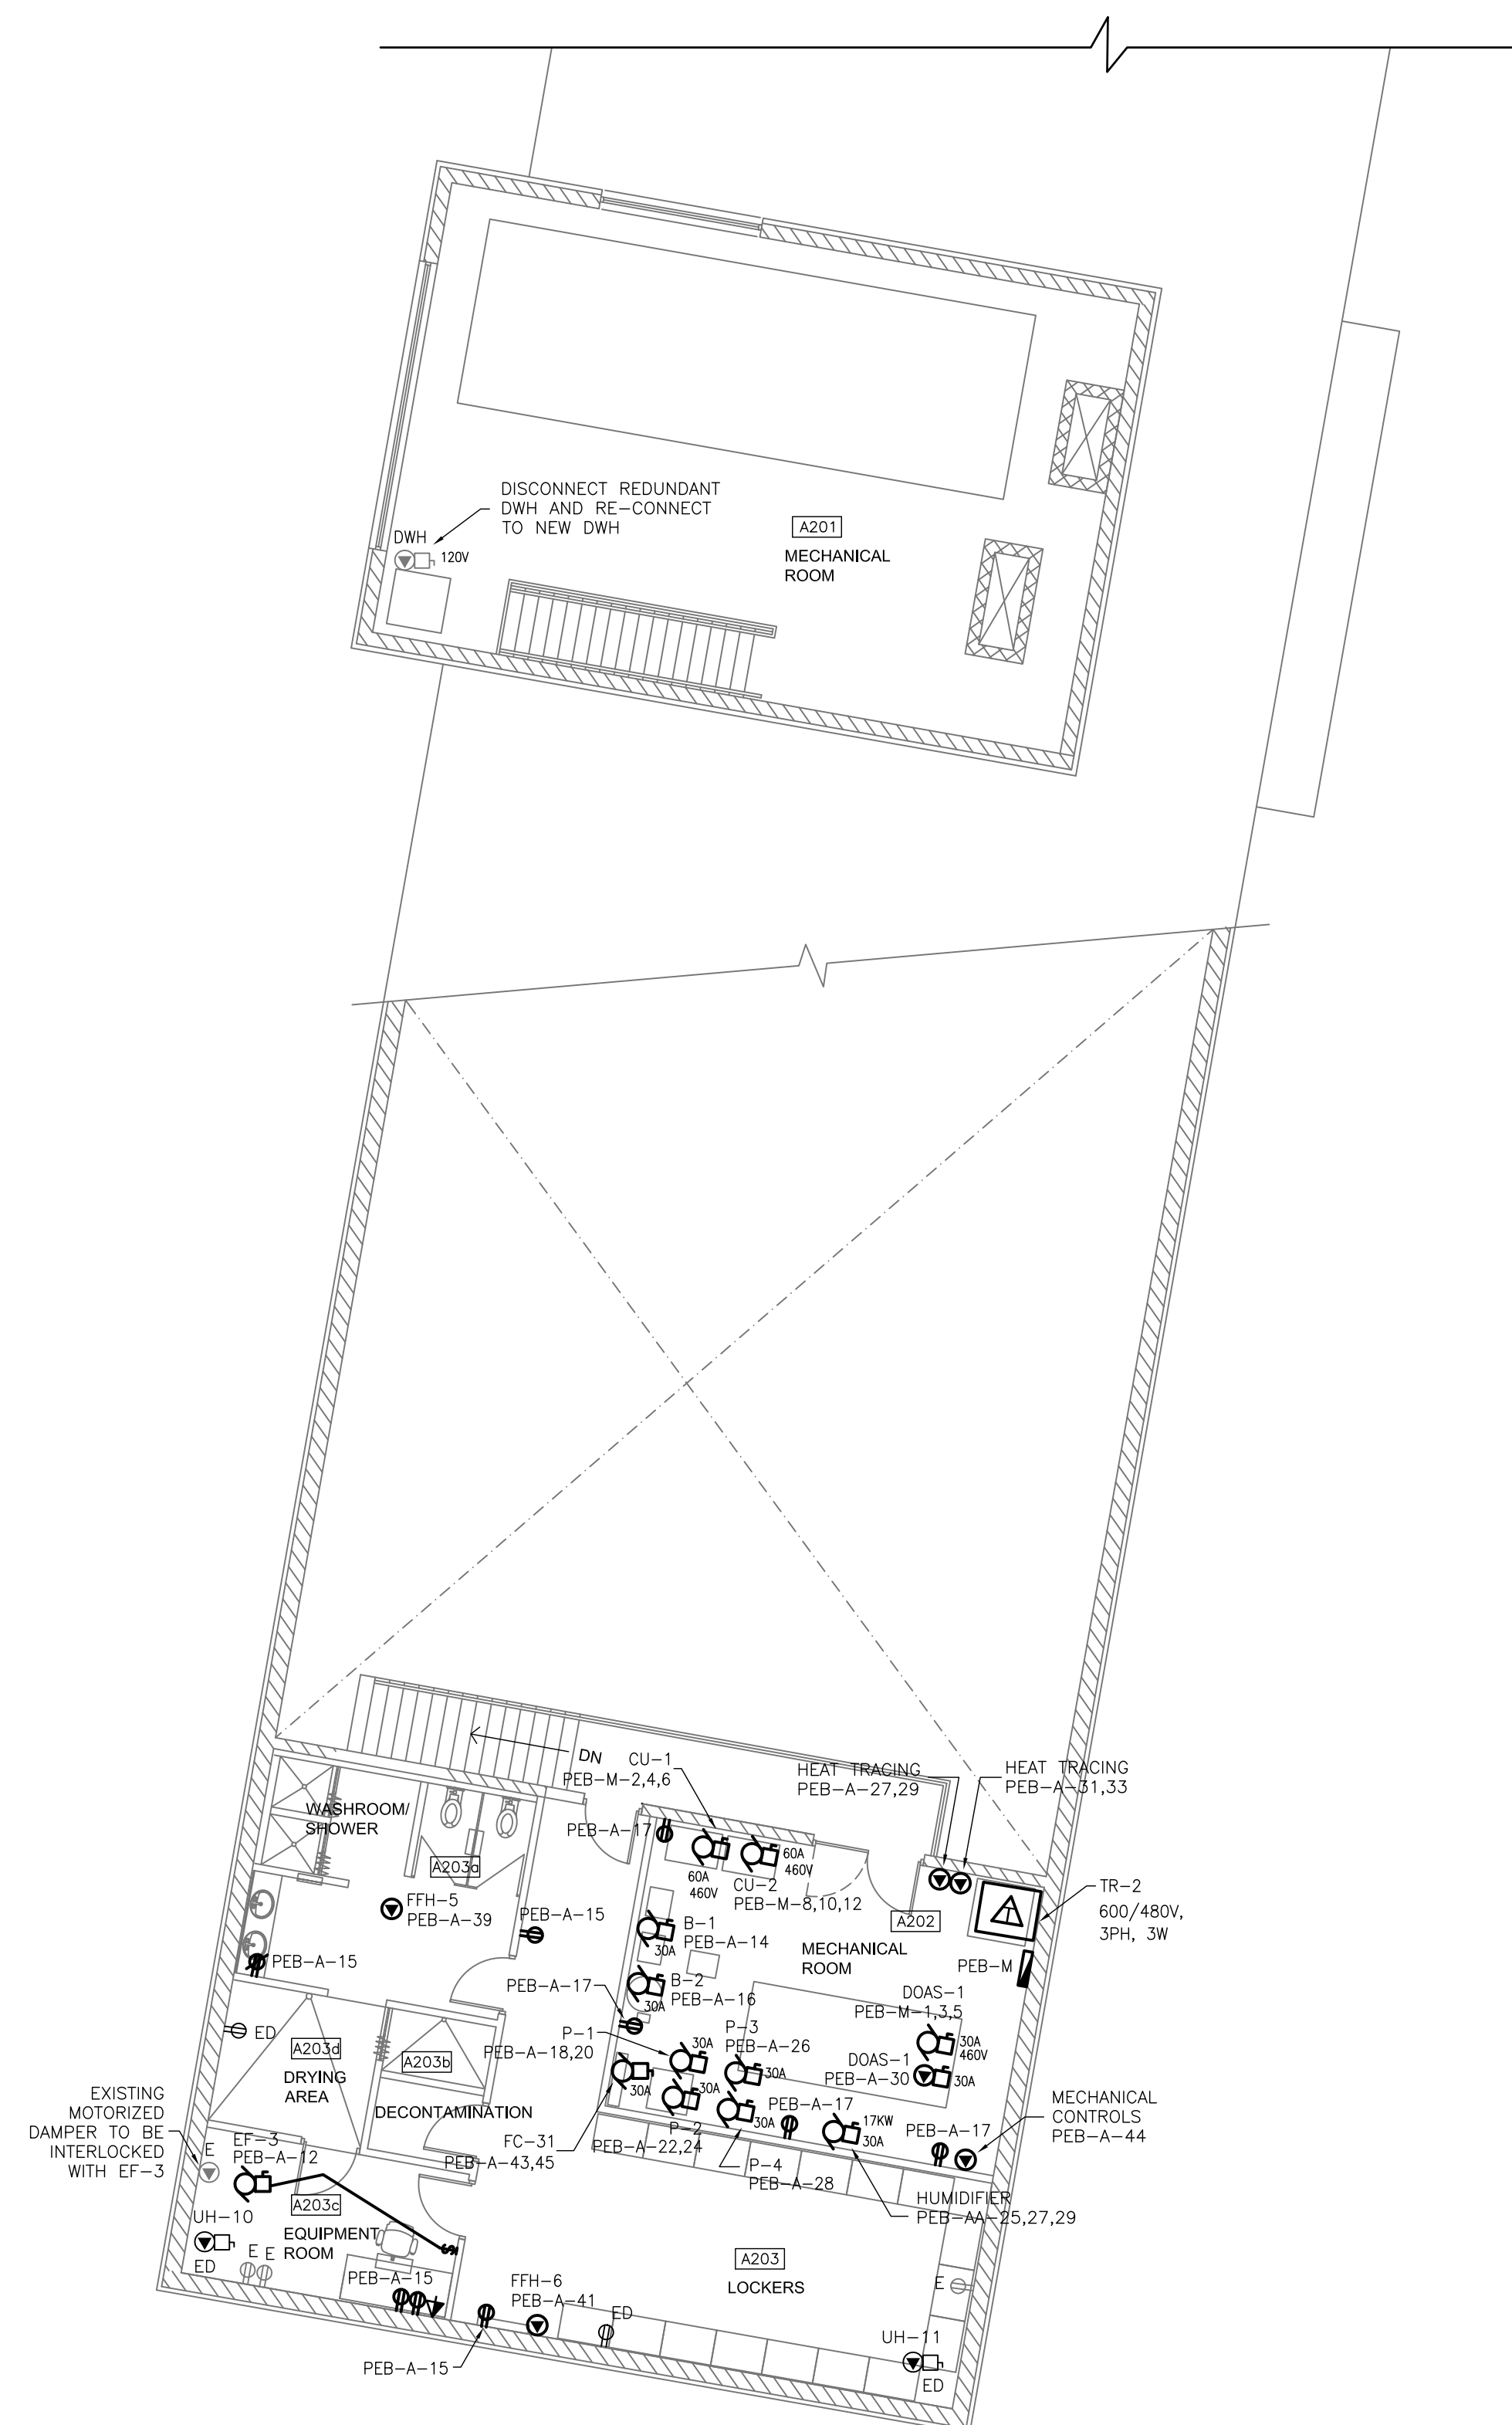 DISCONNECT REDUNDANT
DWH AND RE-CONNECT
TO NEW DWH
DWH
120V
A201
MECHANICAL
ROOM
DN
CU-1
PEB-M-2,4,6
HEAT TRACING
PEB-A-27,29
HEAT TRACING
PEB-A-31,33
WASHROOM/
SHOWER
PEB-A-17
60A
460V
60A
460V
CU-2
PEB-M-8,10,12
A203a
TR-2
600/480V,
3PH, 3W
FFH-5
PEB-A-39
PEB-A-15
B-1
PEB-A-14
30A
A202
MECHANICAL
ROOM
PEB-M
PEB-A-15
PEB-A-17
B-2
PEB-A-16
30A
DOAS-1
PEB-M-1,3,5
30A
460V
ED
A203d
DRYING
AREA
A203b
P-1
PEB-A-18,20
30A
P-3
PEB-A-26
30A
DOAS-1
PEB-A-30
30A
30A
30A
EXISTING
MOTORIZED
DAMPER TO BE
INTERLOCKED
WITH EF-3
DECONTAMINATION
PEB-A-17
MECHANICAL
CONTROLS
PEB-A-44
E
EF-3
PEB-A-12
FC-31
PEB-A-43,45
P-2
PEB-A-22,24
30A
17KW
30A
PEB-A-17
P-4
PEB-A-28
HUMIDIFIER
PEB-AA-25,27,29
A203c
EQUIPMENT
ROOM
UH-10
ED
E E
$
PEB-A-15
FFH-6
PEB-A-41
ED
A203
LOCKERS
E
UH-11
ED
PEB-A-15